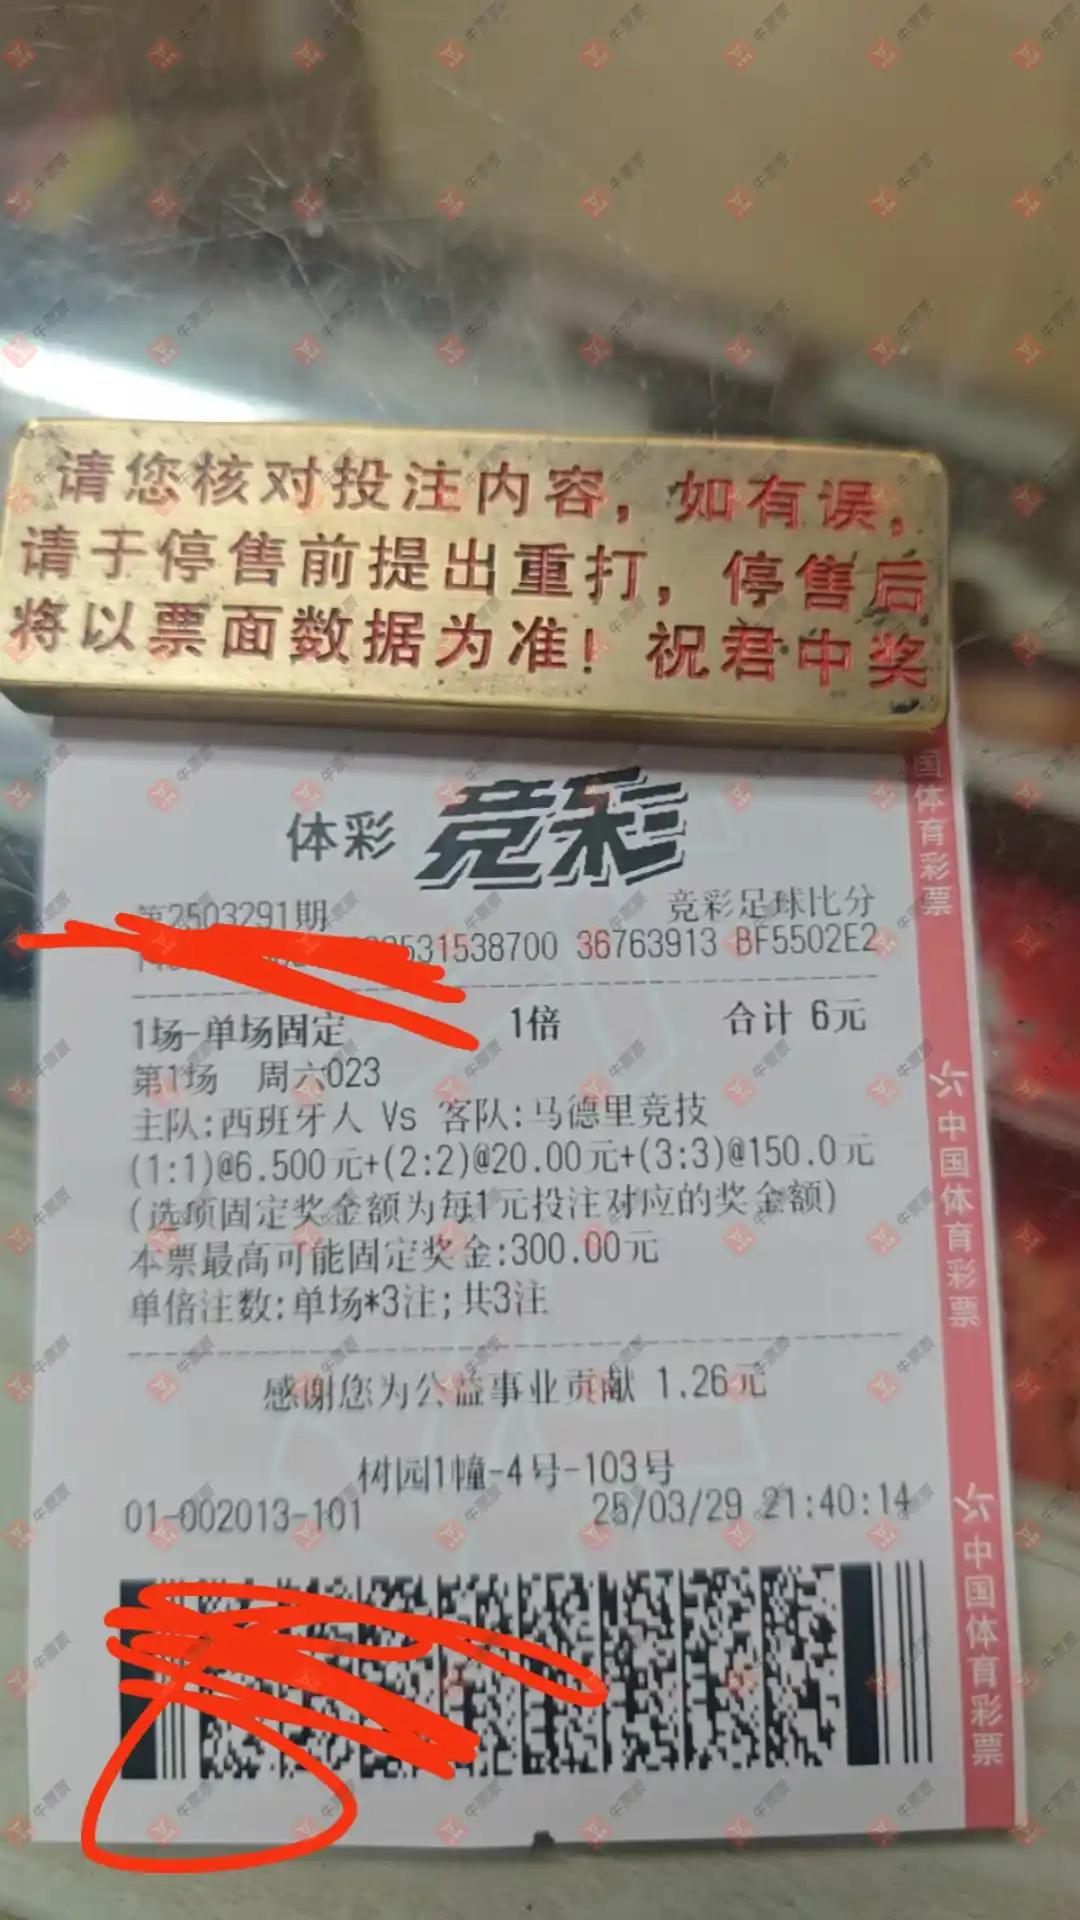 请您核对投注内容，如有误，
请于停售前提出重打，停售后
将以票面数据为准！祝君中奖
体彩 竞彩
第2503291期 竞彩足球比分
531538700 36763913 BF5502E2
1场-单场固定 1倍 合计 6元
第1场 周六023
主队:西班牙人 Vs 客队:马德里竞技
(1:1)@6.500元+(2:2)@20.00元+(3:3)@150.0元
(选项固定奖金额为每1元投注对应的奖金额)
本票最高可能固定奖金:300.00元
单倍注数:单场*3注;共3注
感谢您为公益事业贡献 1.26元
树园1幢-4号-103号
01-002013-101 25/03/29 21:40:14
国体育彩票
中国体育彩票
中国体育彩票
牛票票